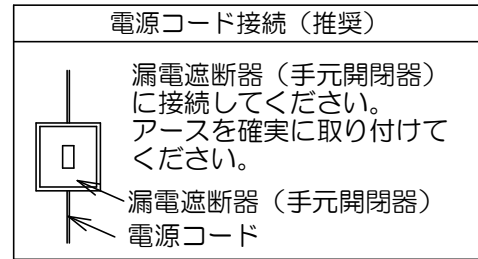 電源コード接続（推奨）
漏電遮断器（手元開閉器）
に接続してください。
アースを確実に取り付けて
ください。
漏電遮断器（手元開閉器）
電源コード